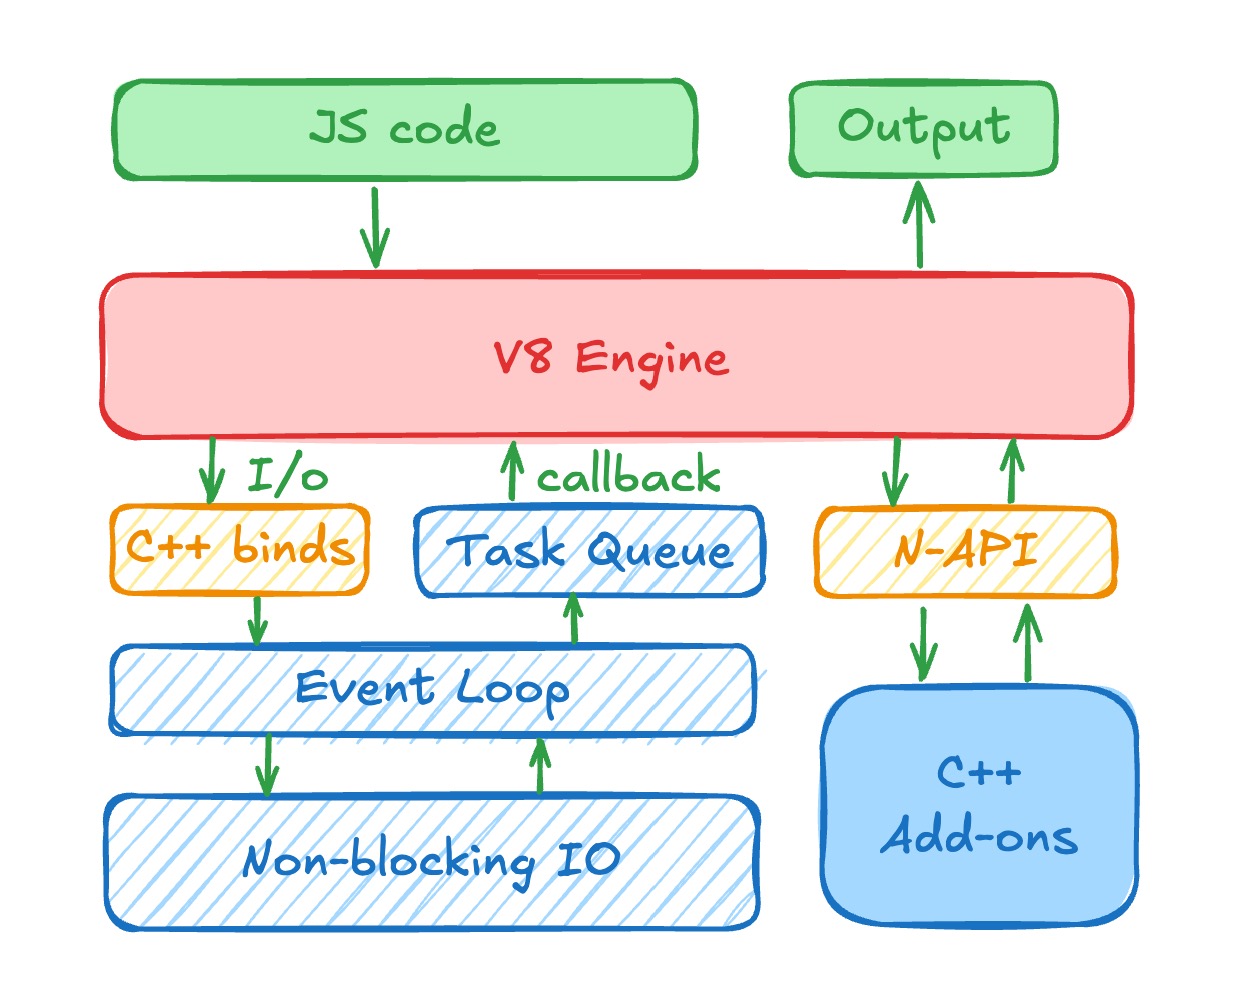 JS code
Output
V8 Engine
I/o
callback
C++ binds
Task Queue
N-API
Event Loop
Non-blocking IO
C++
Add-ons